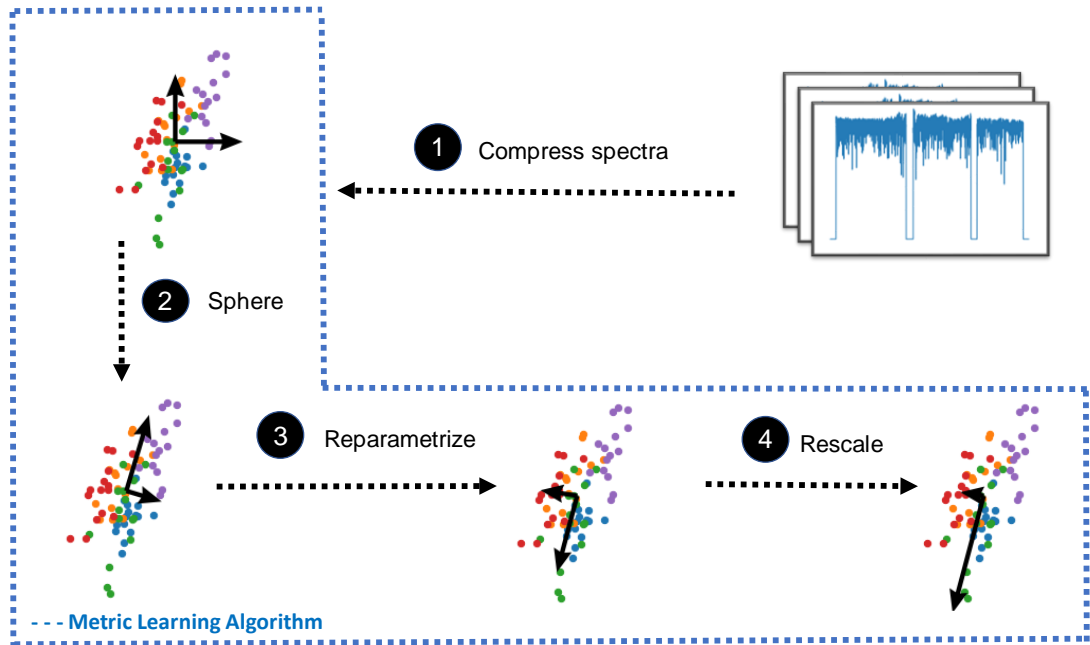 1 Compress spectra
2 Sphere
3 Reparametrize
4 Rescale
- - - Metric Learning Algorithm